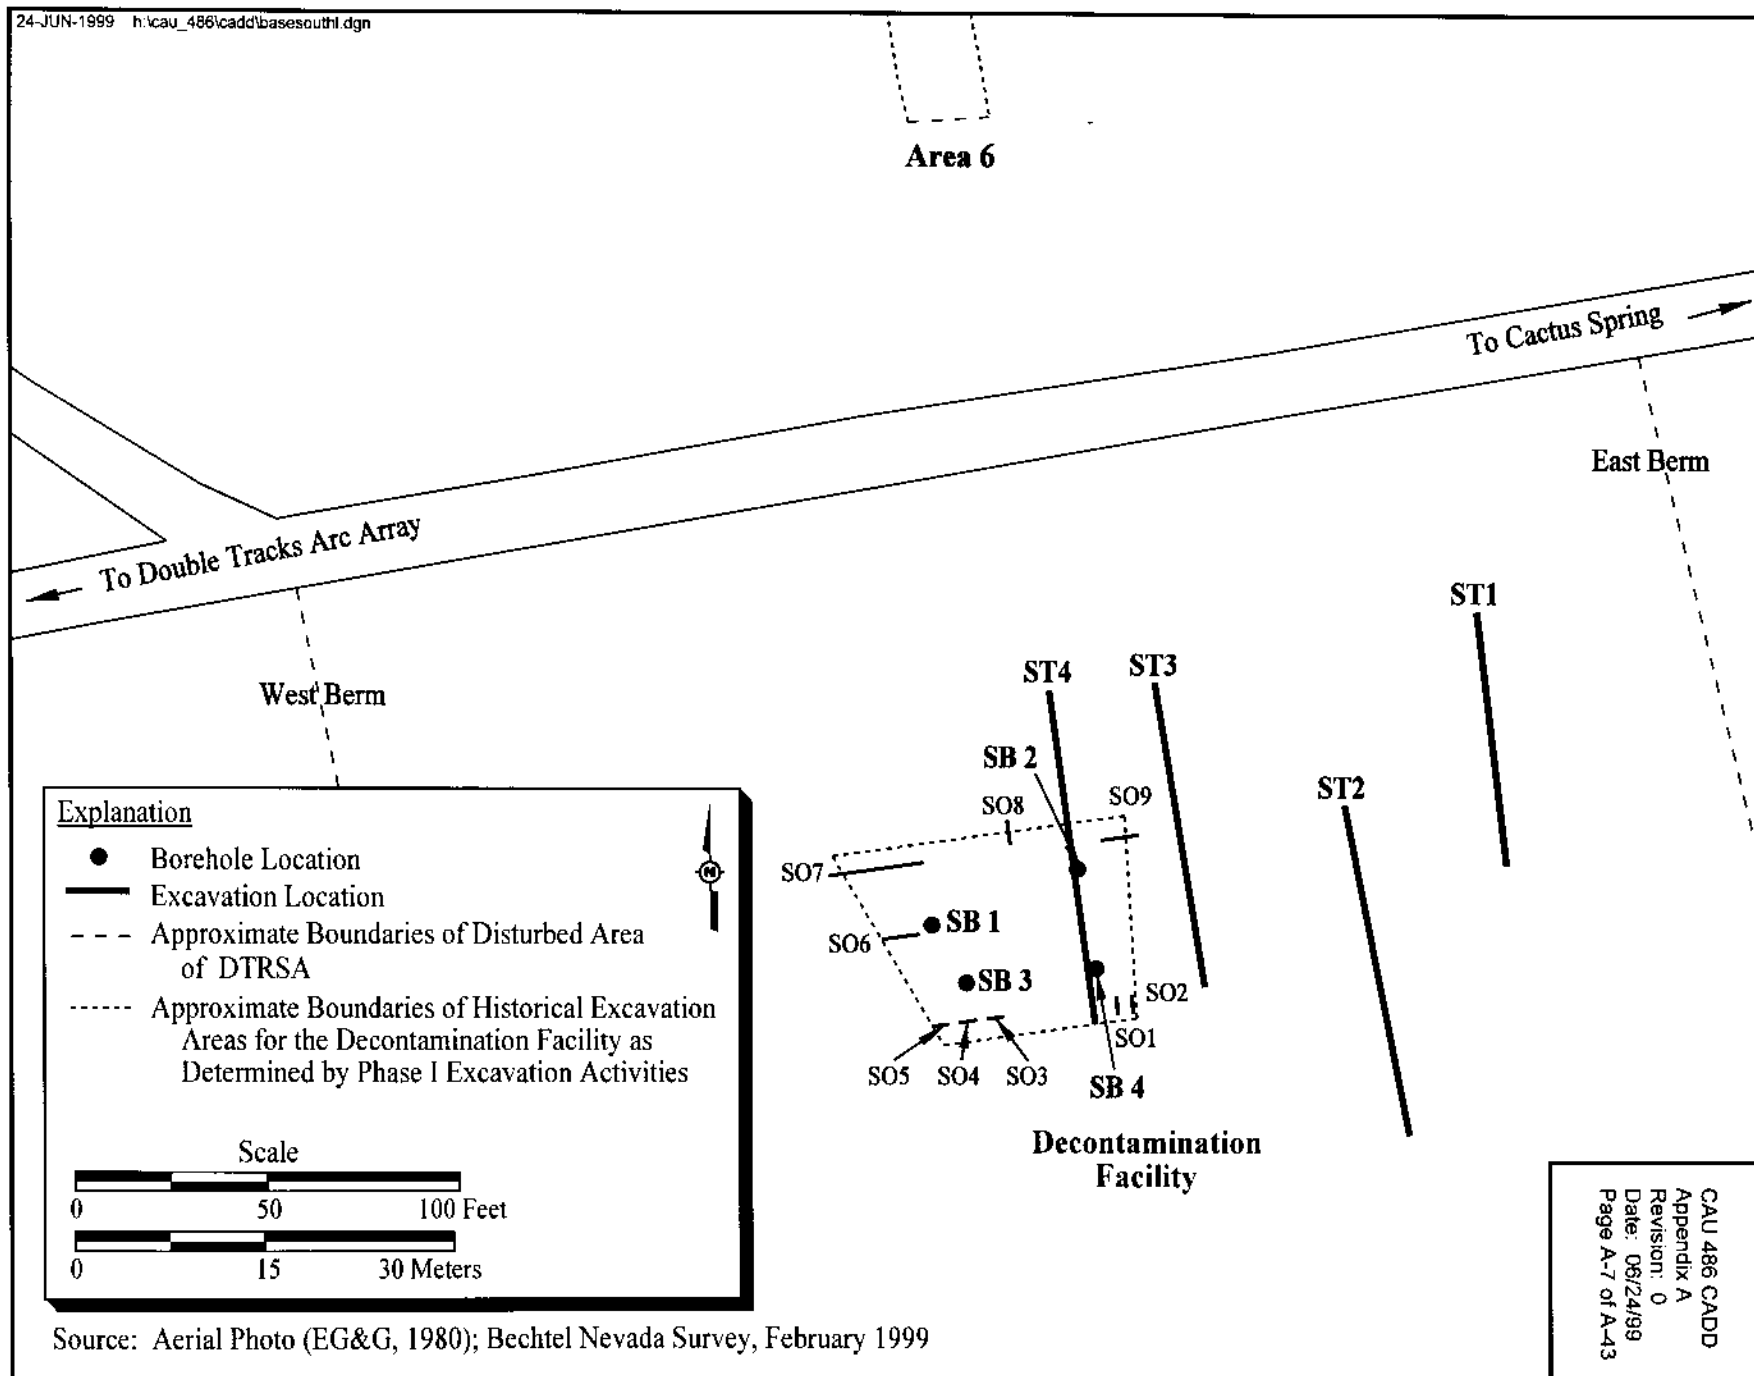 24-JUN-1999 h:\cau_486\cadd\basesouthl.dgn
Area 6
To Cactus Spring
East Berm
To Double Tracks Arc Array
West Berm
ST1
ST3
ST4
SB 2
ST2
SO9
SO8
SO7
SB 1
SO6
SB 3
SO2
SO1
SO5
SO4
SO3
SB 4
Decontamination
Facility
Explanation
Borehole Location
Excavation Location
Approximate Boundaries of Disturbed Area
of DTRSA
Approximate Boundaries of Historical Excavation
Areas for the Decontamination Facility as
Determined by Phase I Excavation Activities
N
Scale
0 50 100 Feet
0 15 30 Meters
Source: Aerial Photo (EG&G, 1980); Bechtel Nevada Survey, February 1999
CAU 486 CADD
Appendix A
Revision: 0
Date: 06/24/99
Page A-7 of A-43